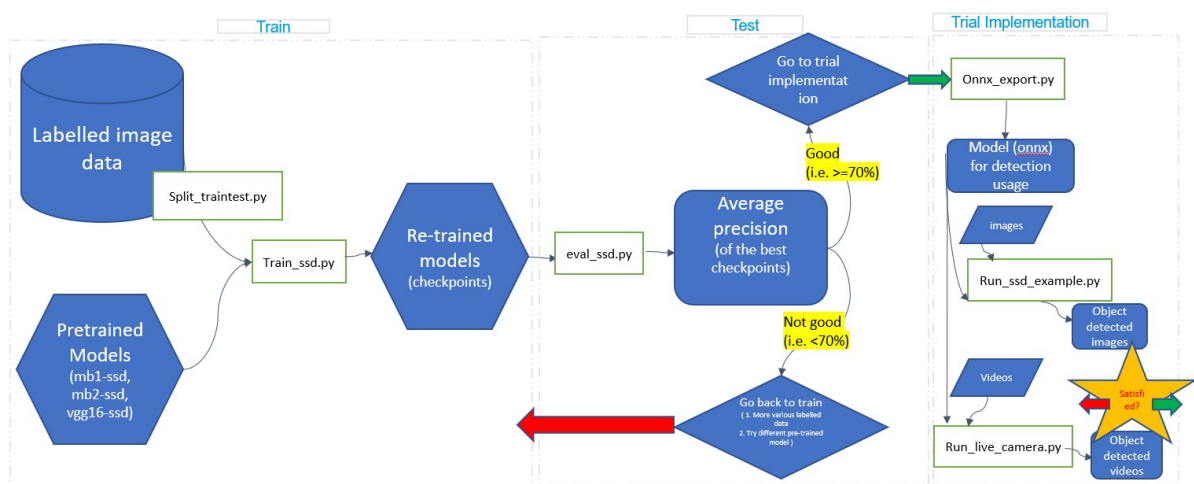 Train
Labelled image
data
Split_traintest.py
Train_ssd.py
Pretrained
Models
(mb1-ssd,
mb2-ssd,
vgg16-ssd)
Re-trained
models
(checkpoints)
Test
eval_ssd.py
Average
precision
(of the best
checkpoints)
Good
(i.e. >=70%)
Go to trial
implementat
ion
Not good
(i.e. <70%)
Go back to train
( 1. More various labelled
data
2. Try different pre-trained
model )
Trial Implementation
Onnx_export.py
Model (onnx)
for detection
usage
images
Run_ssd_example.py
Object
detected
images
Videos
Satisfi
ed?
Run_live_camera.py
Object
detected
videos